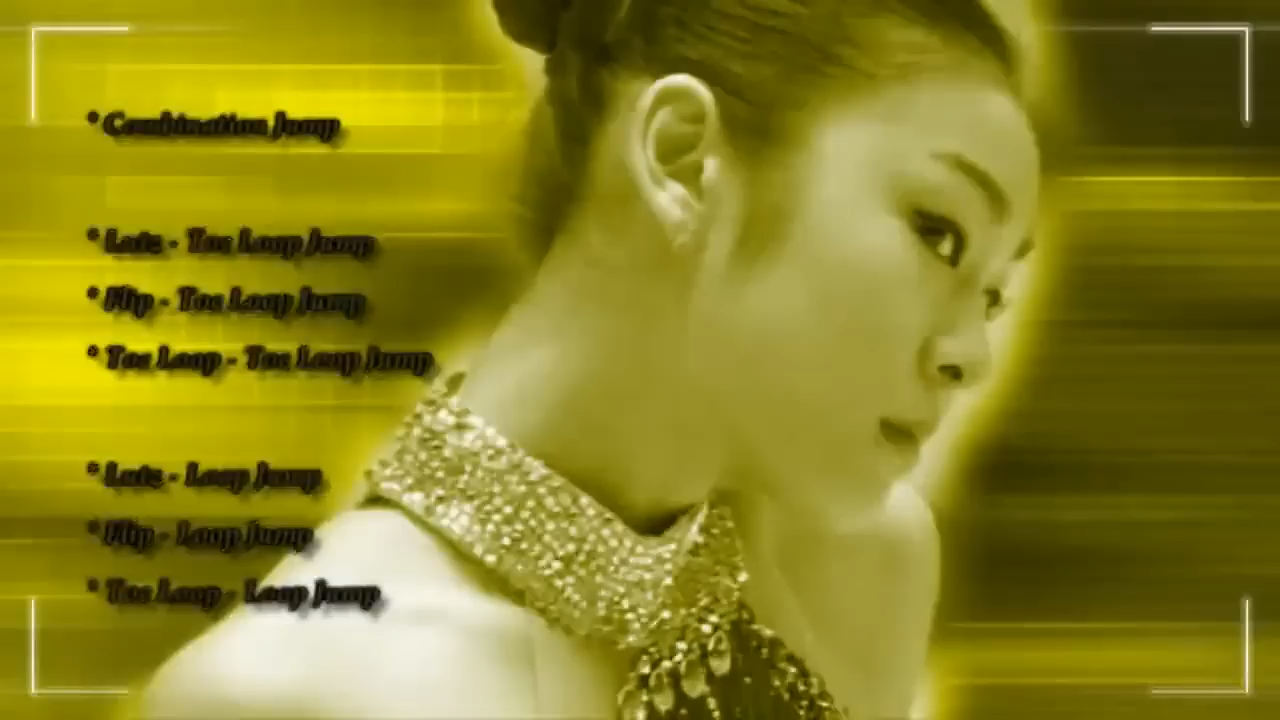 * Combination Jump
* Lutz - Toe Loop Jump
* Flip - Toe Loop Jump
* Toe Loop - Toe Loop Jump
* Lutz - Loop Jump
* Flip - Loop Jump
* Toe Loop - Loop Jump